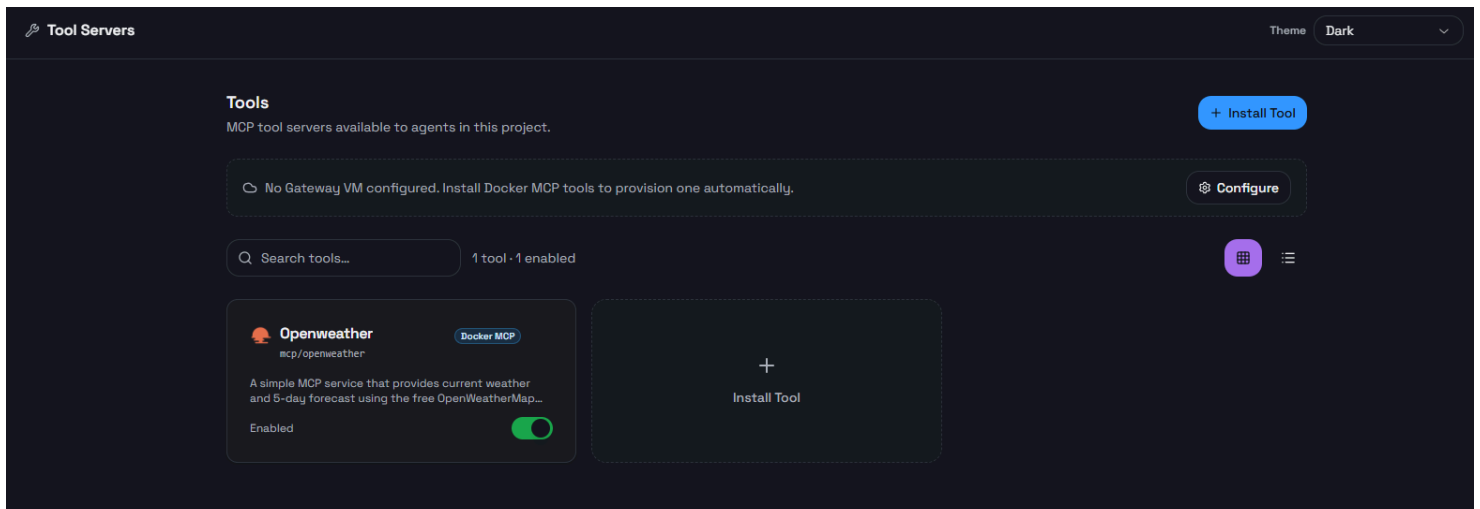 Tool Servers
Theme
Dark
Tools
MCP tool servers available to agents in this project.
+ Install Tool
No Gateway VM configured. Install Docker MCP tools to provision one automatically.
Configure
Search tools...
1 tool · 1 enabled
Openweather
Docker MCP
mcp/openweather
A simple MCP service that provides current weather
and 5-day forecast using the free OpenWeatherMap...
Enabled
+
Install Tool